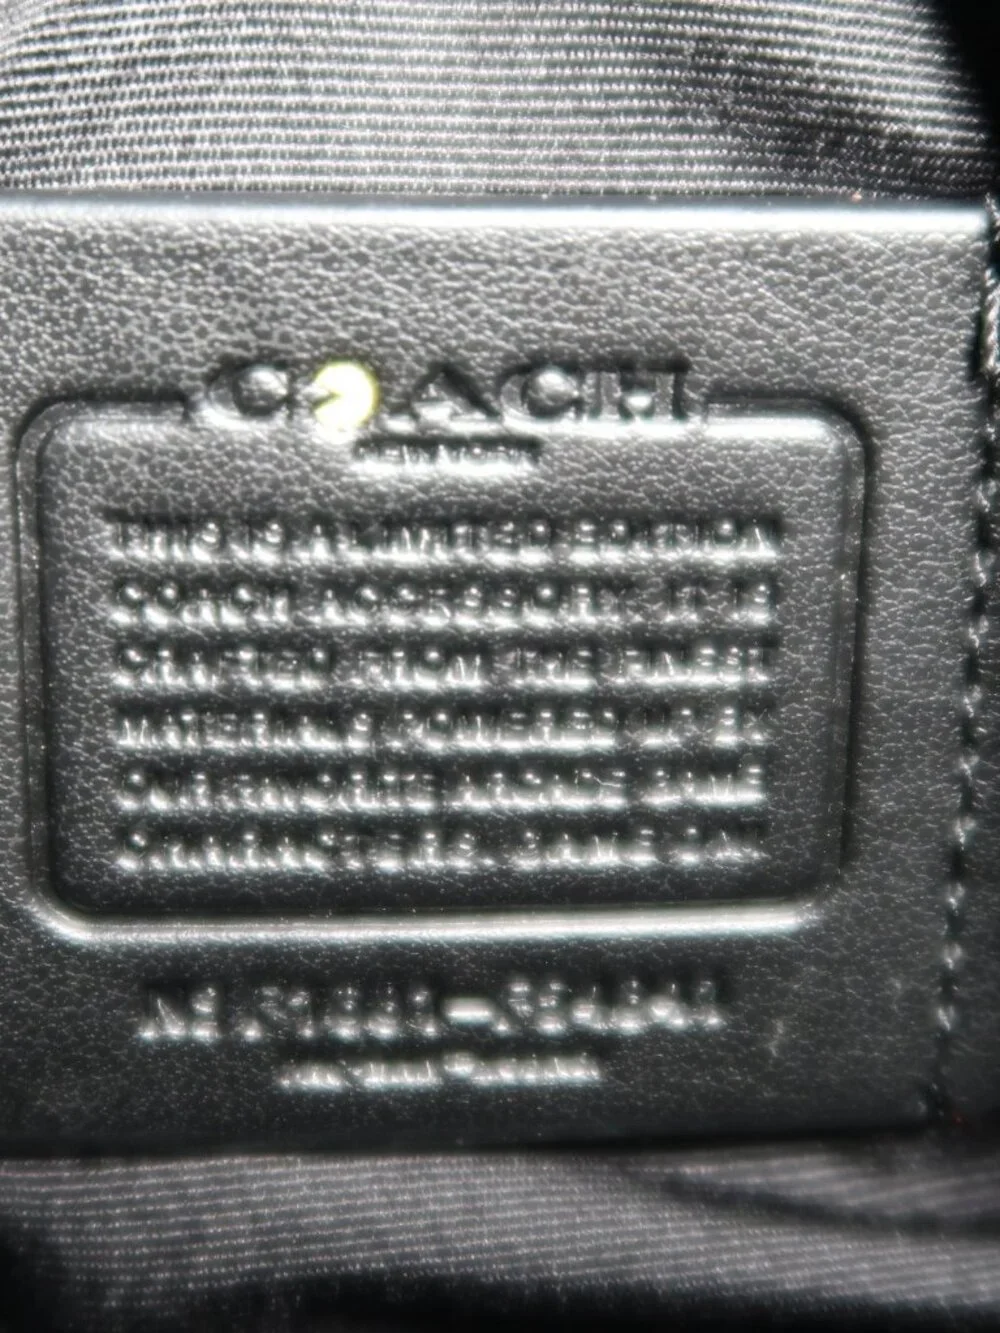 COACH
NEW YORK
THIS IS A LIMITED EDITION
COACH ACCESSORY. IT IS
CRAFTED FROM THE FINEST
MATERIALS POWERED UP BY
OUR FAVORITE ARCADE GAME
CHARACTERS. GAME ON!